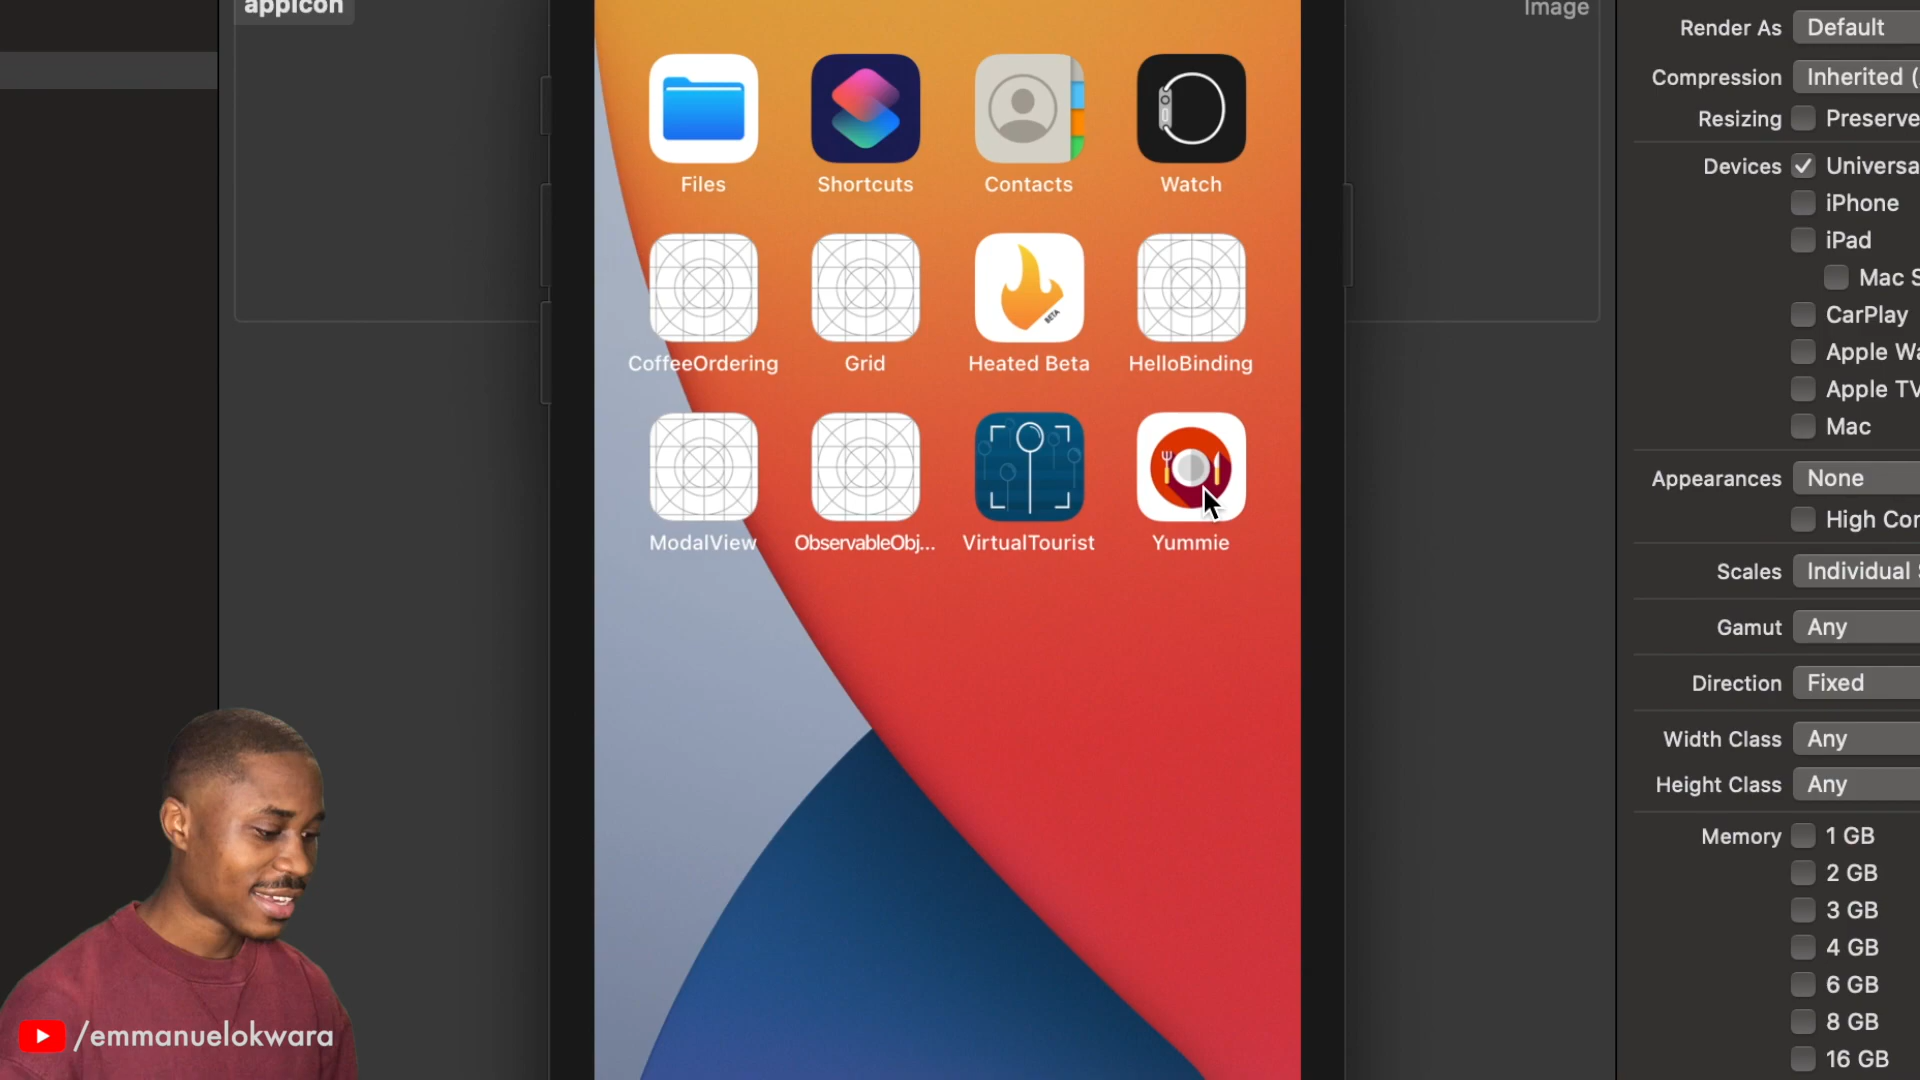 appicon
Image
Files
Shortcuts
Contacts
Watch
CoffeeOrdering
Grid
BETA
Heated Beta
HelloBinding
ModalView
ObservableObj...
VirtualTourist
Yummie
Render As Default
Compression Inherited (
Resizing Preserve
Devices Universa
iPhone
iPad
Mac S
CarPlay
Apple Wa
Apple TV
Mac
Appearances None
High Con
Scales Individual S
Gamut Any
Direction Fixed
Width Class Any
Height Class Any
Memory 1 GB
2 GB
3 GB
4 GB
6 GB
8 GB
16 GB
/emmanuelokwara